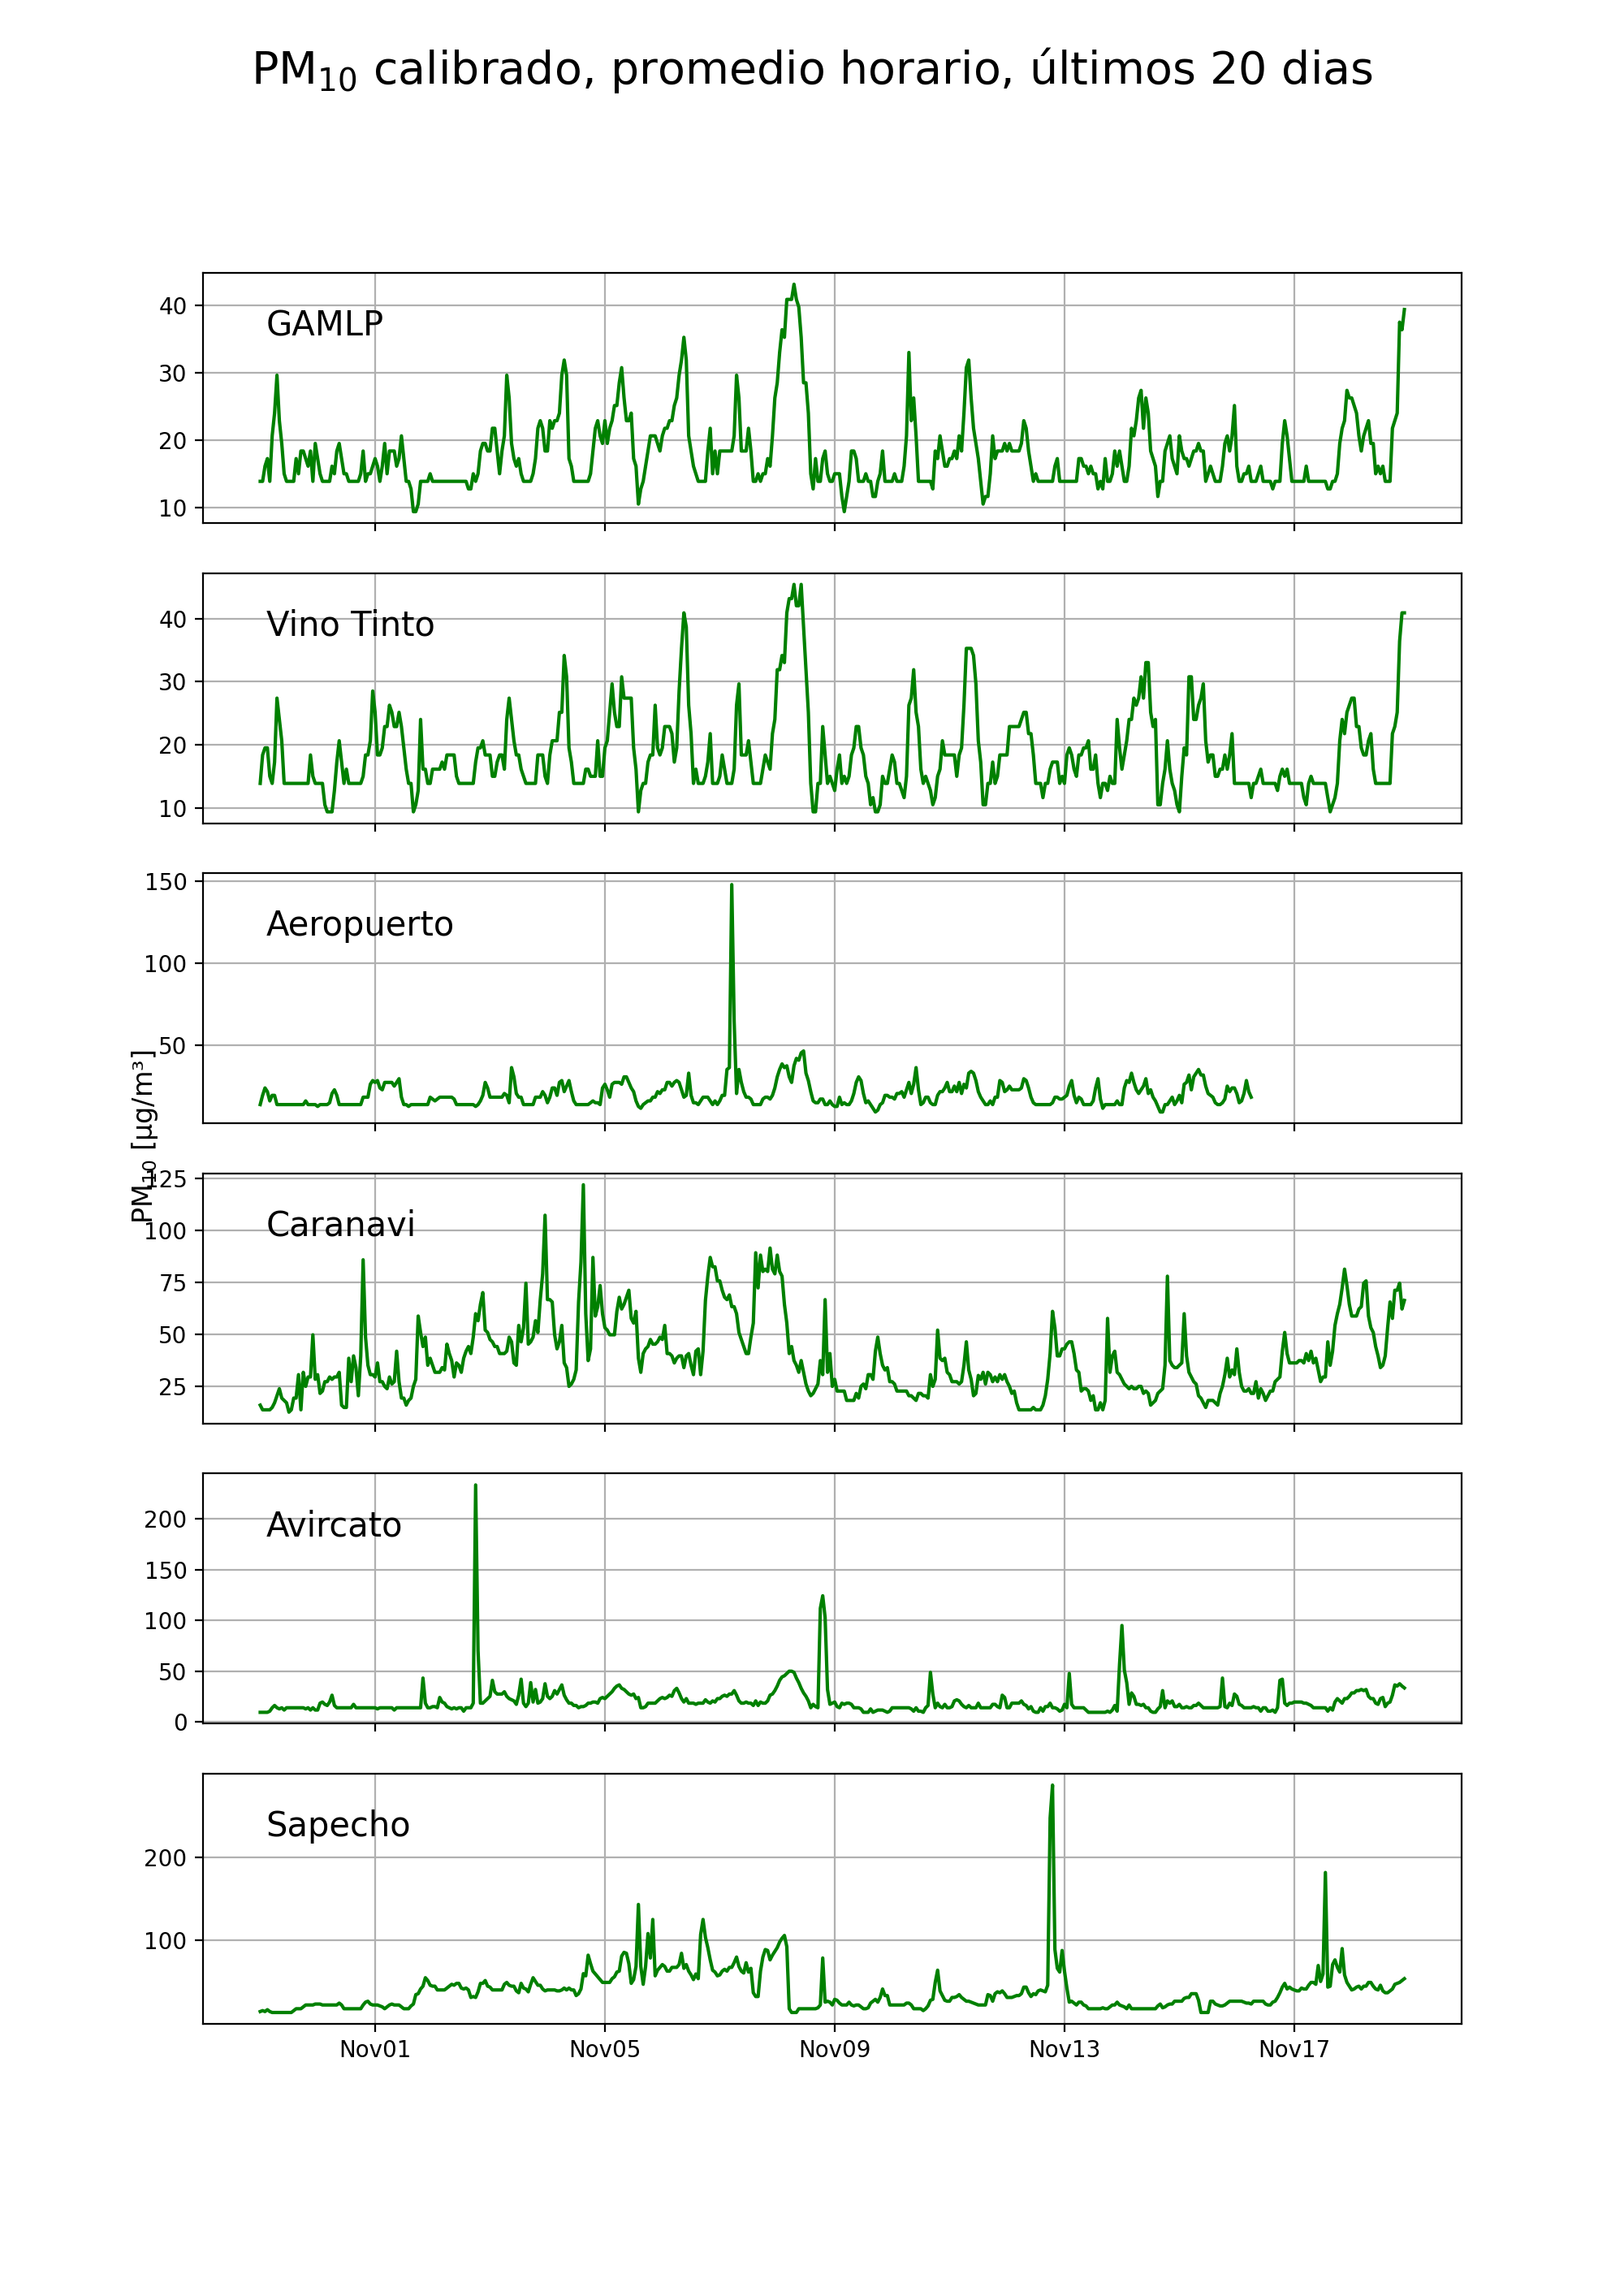 PM₁₀ calibrado, promedio horario, últimos 20 dias
40
30
20
10
GAMLP
40
30
20
10
Vino Tinto
150
100
50
Aeropuerto
PM₁₀ [µg/m³]
125
100
75
50
25
Caranavi
200
150
100
50
0
Avircato
200
100
Sapecho
Nov01 Nov05 Nov09 Nov13 Nov17